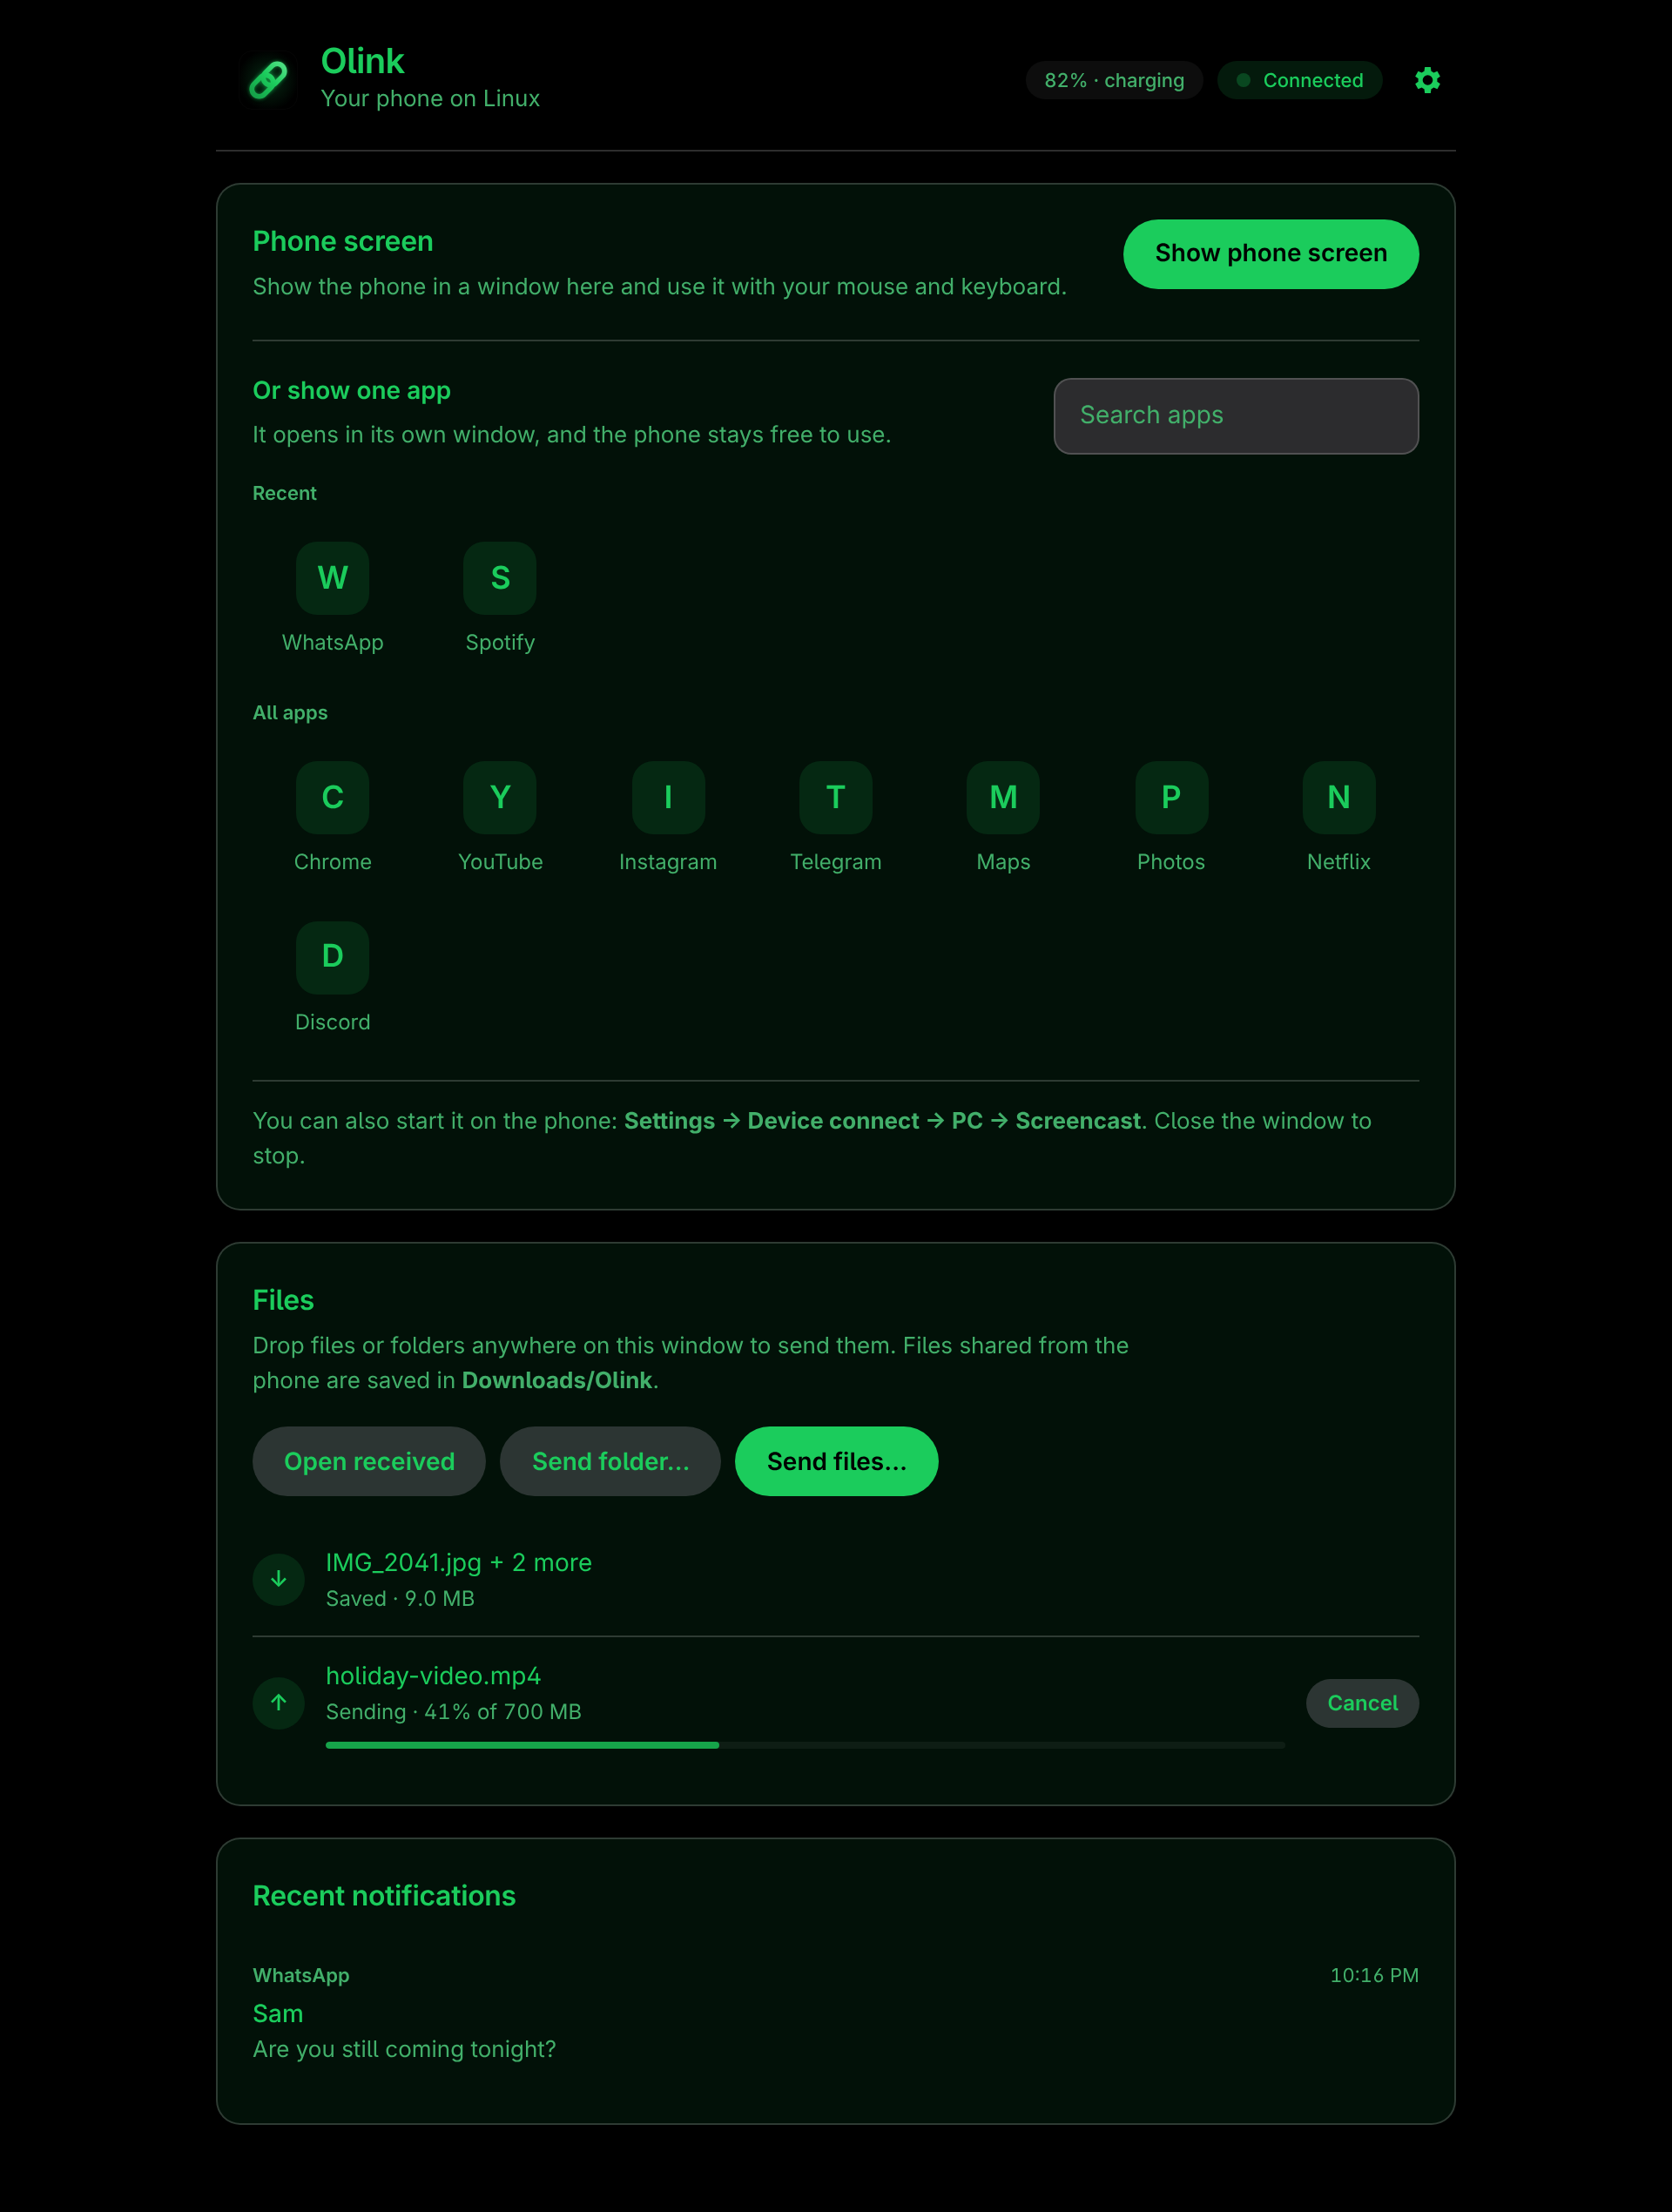 Olink
Your phone on Linux
82% · charging
Connected
Phone screen
Show the phone in a window here and use it with your mouse and keyboard.
Show phone screen
Or show one app
It opens in its own window, and the phone stays free to use.
Search apps
Recent
W
S
WhatsApp
Spotify
All apps
C
Y
I
T
M
P
N
Chrome
YouTube
Instagram
Telegram
Maps
Photos
Netflix
D
Discord
You can also start it on the phone: Settings → Device connect → PC → Screencast. Close the window to
stop.
Files
Drop files or folders anywhere on this window to send them. Files shared from the
phone are saved in Downloads/Olink.
Open received
Send folder...
Send files...
IMG_2041.jpg + 2 more
Saved · 9.0 MB
holiday-video.mp4
Sending · 41% of 700 MB
Cancel
Recent notifications
WhatsApp
10:16 PM
Sam
Are you still coming tonight?